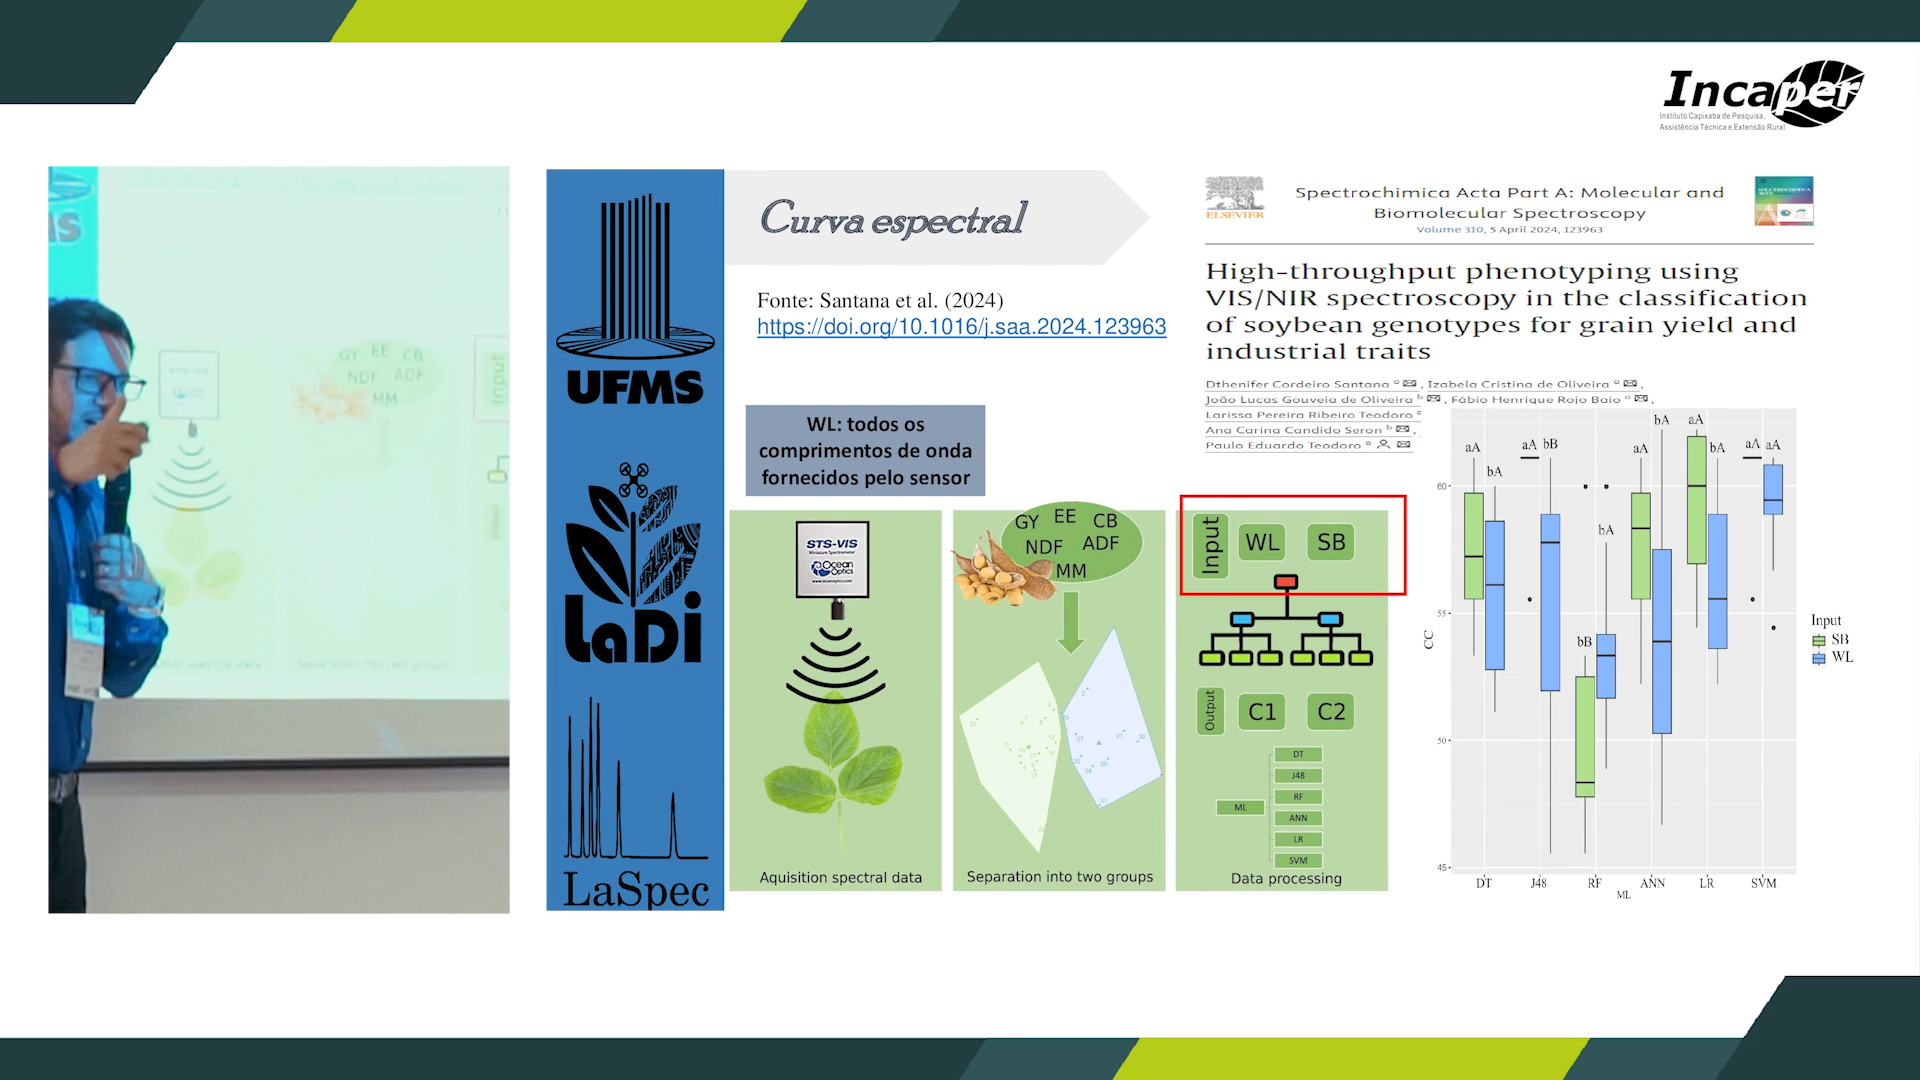 Incaper
Instituto Capixaba de Pesquisa,
Assistência Técnica e Extensão Rural
UFMS
LaDi
LaSpec
Curva espectral
Fonte: Santana et al. (2024)
https://doi.org/10.1016/j.saa.2024.123963
WL: todos os
comprimentos de onda
fornecidos pelo sensor
STS-VIS
Miniature Spectrometer
Ocean
Optics
www.oceanoptics.com
Aquisition spectral data
GY EE CB
NDF ADF
MM
Separation into two groups
Input WL SB
Output C1 C2
ML
DT
J48
RF
ANN
LR
SVM
Data processing
ELSEVIER
Spectrochimica Acta Part A: Molecular and
Biomolecular Spectroscopy
Volume 310, 5 April 2024, 123963
High-throughput phenotyping using
VIS/NIR spectroscopy in the classification
of soybean genotypes for grain yield and
industrial traits
Dthenifer Cordeiro Santana a, Izabela Cristina de Oliveira a,
João Lucas Gouveia de Oliveira b, Fábio Henrique Rojo Baio a,
Larissa Pereira Ribeiro Teodoro a
Ana Carina Candido Seron b,
Paulo Eduardo Teodoro a
aA bA aA bB bB bA aA bA aA bA aA aA
60
55
50
45
CC
DT J48 RF ANN LR SVM
ML
Input
SB
WL